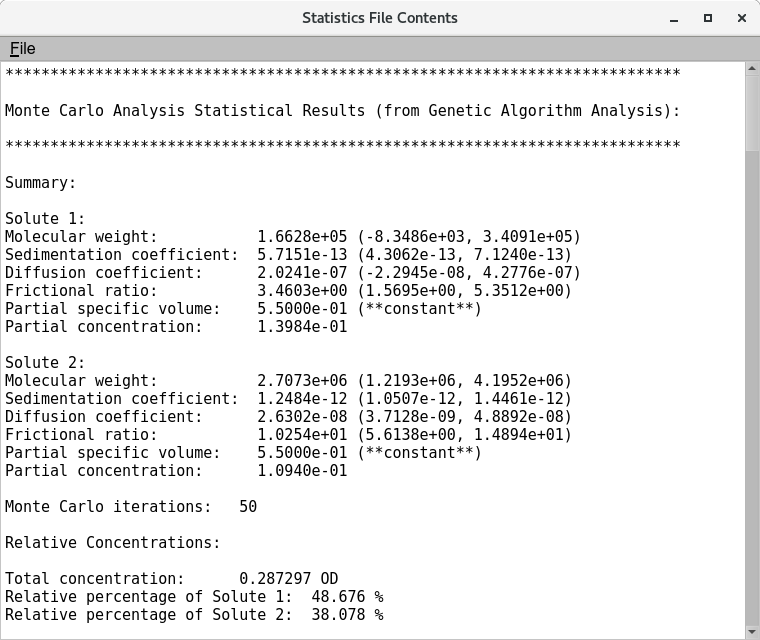 Statistics File Contents
File
***************************************************************************
Monte Carlo Analysis Statistical Results (from Genetic Algorithm Analysis):
***************************************************************************
Summary:
Solute 1:
Molecular weight:           1.6628e+05 (-8.3486e+03, 3.4091e+05)
Sedimentation coefficient:  5.7151e-13 (4.3062e-13, 7.1240e-13)
Diffusion coefficient:      2.0241e-07 (-2.2945e-08, 4.2776e-07)
Frictional ratio:           3.4603e+00 (1.5695e+00, 5.3512e+00)
Partial specific volume:    5.5000e-01 (**constant**)
Partial concentration:      1.3984e-01
Solute 2:
Molecular weight:           2.7073e+06 (1.2193e+06, 4.1952e+06)
Sedimentation coefficient:  1.2484e-12 (1.0507e-12, 1.4461e-12)
Diffusion coefficient:      2.6302e-08 (3.7128e-09, 4.8892e-08)
Frictional ratio:           1.0254e+01 (5.6138e+00, 1.4894e+01)
Partial specific volume:    5.5000e-01 (**constant**)
Partial concentration:      1.0940e-01
Monte Carlo iterations:   50
Relative Concentrations:
Total concentration:      0.287297 OD
Relative percentage of Solute 1:  48.676 %
Relative percentage of Solute 2:  38.078 %